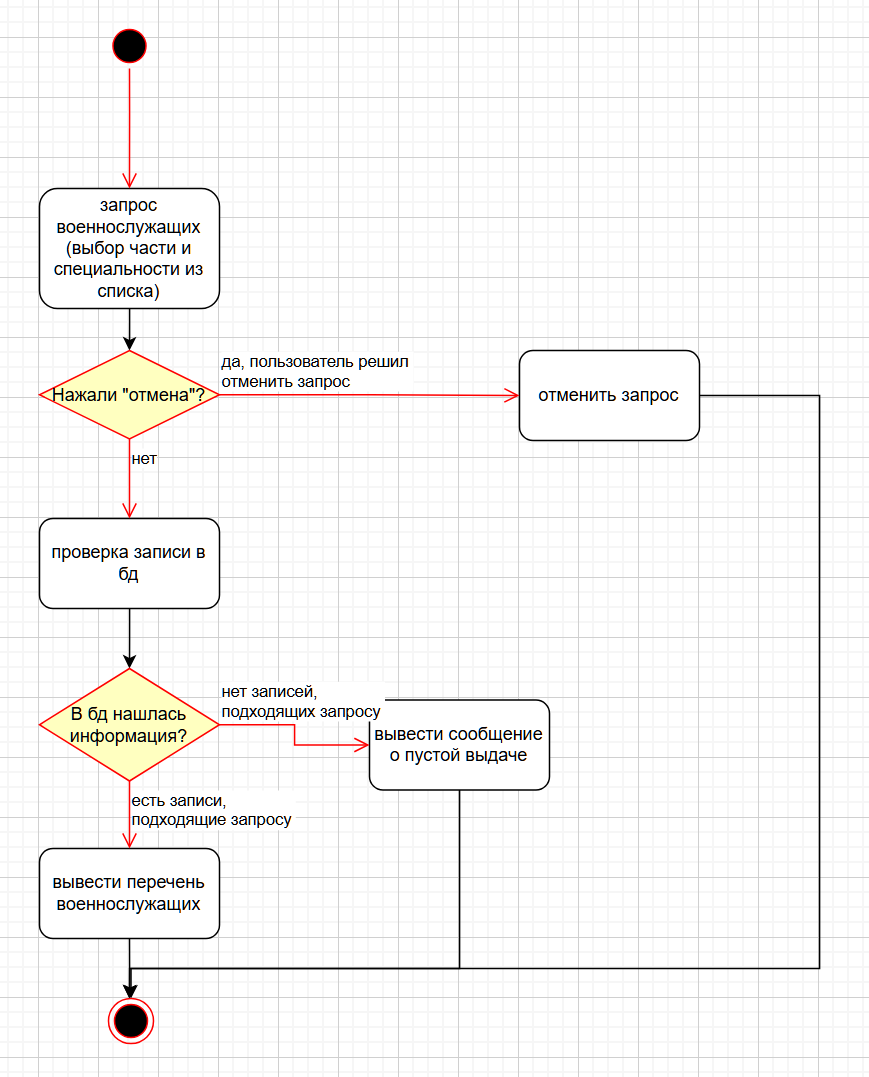 запрос
военнослужащих
(выбор части и
специальности из
списка)
да, пользователь решил
отменить запрос
Нажали "отмена"?
отменить запрос
нет
проверка записи в
бд
нет записей,
подходящих запросу
В бд нашлась
информация?
вывести сообщение
о пустой выдаче
есть записи,
подходящие запросу
вывести перечень
военнослужащих